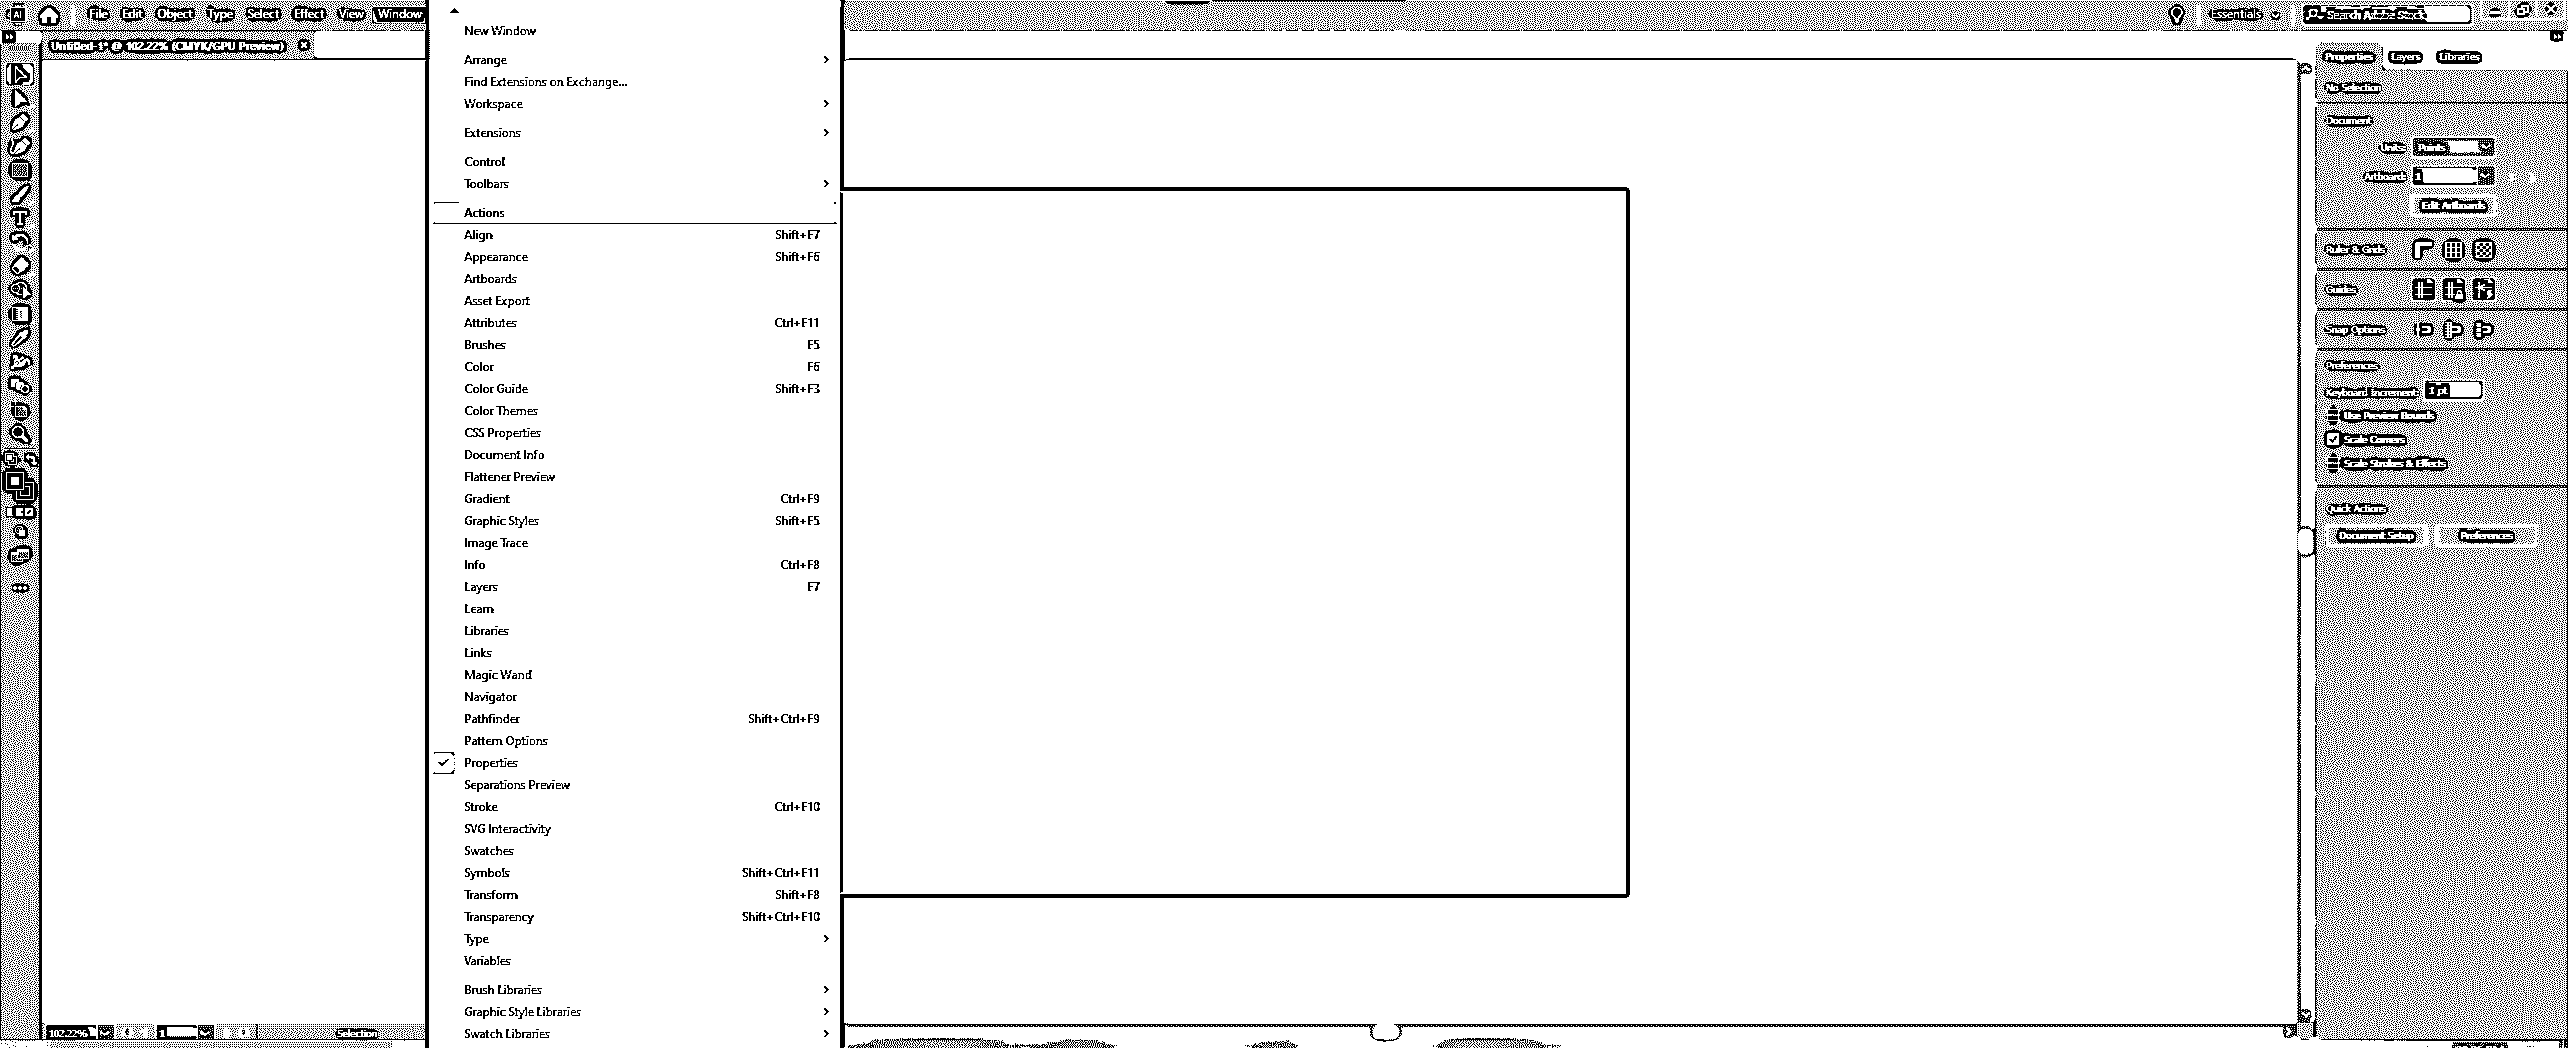 Ai File Edit Object Type Select Effect View Window
Essentials
Search Adobe Stock
Untitled-1* @ 102.22% (CMYK/GPU Preview)
New Window
Arrange
Find Extensions on Exchange...
Workspace
Extensions
Control
Toolbars
Actions
Align Shift+F7
Appearance Shift+F6
Artboards
Asset Export
Attributes Ctrl+F11
Brushes F5
Color F6
Color Guide Shift+F3
Color Themes
CSS Properties
Document Info
Flattener Preview
Gradient Ctrl+F9
Graphic Styles Shift+F5
Image Trace
Info Ctrl+F8
Layers F7
Learn
Libraries
Links
Magic Wand
Navigator
Pathfinder Shift+Ctrl+F9
Pattern Options
Properties
Separations Preview
Stroke Ctrl+F10
SVG Interactivity
Swatches
Symbols Shift+Ctrl+F11
Transform Shift+F8
Transparency Shift+Ctrl+F10
Type
Variables
Brush Libraries
Graphic Style Libraries
Swatch Libraries
Properties Layers Libraries
No Selection
Document
Units: Points
Artboard: 1
Edit Artboards
Ruler & Grids
Guides
Snap Options
Preferences
Keyboard Increment: 1 pt
Use Preview Bounds
Scale Corners
Scale Strokes & Effects
Quick Actions
Document Setup Preferences
102.22% 1 Selection